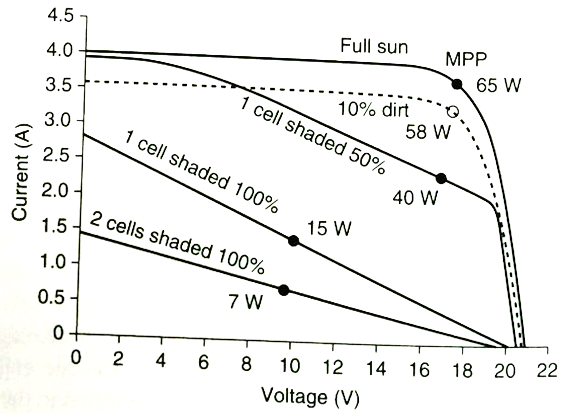 4.5
4.0
3.5
3.0
2.5
2.0
1.5
1.0
0.5
0
Current (A)
Full sun
MPP
65 W
10% dirt
58 W
1 cell shaded 50%
40 W
1 cell shaded 100%
15 W
2 cells shaded 100%
7 W
0 2 4 6 8 10 12 14 16 18 20 22
Voltage (V)